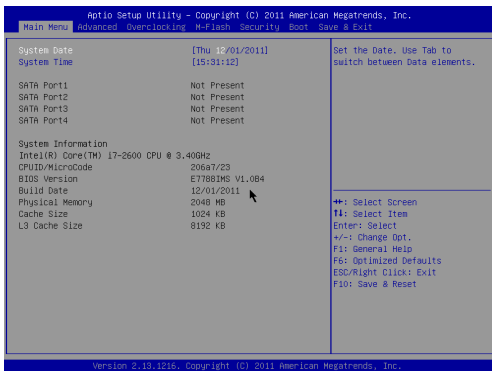 Aptio Setup Utility – Copyright (C) 2011 American Megatrends, Inc.
Main Menu Advanced Overclocking M-Flash Security Boot Save & Exit
System Date [Thu 12/01/2011]
System Time [15:31:12]
SATA Port1 Not Present
SATA Port2 Not Present
SATA Port3 Not Present
SATA Port4 Not Present
System Information
Intel(R) Core(TM) i7-2600 CPU @ 3.40GHz
CPUID/MicroCode 206a7/23
BIOS Version E7788IMS V1.0B4
Build Date 12/01/2011
Physical Memory 2048 MB
Cache Size 1024 KB
L3 Cache Size 8192 KB
Set the Date. Use Tab to
switch between Data elements.
→←: Select Screen
↑↓: Select Item
Enter: Select
+/-: Change Opt.
F1: General Help
F6: Optimized Defaults
ESC/Right Click: Exit
F10: Save & Reset
Version 2.13.1216. Copyright (C) 2011 American Megatrends, Inc.